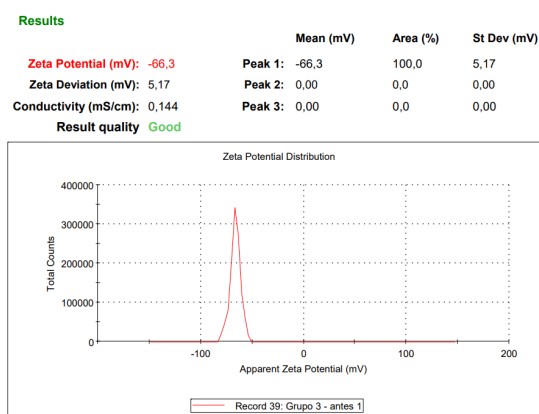 Results
Mean (mV) Area (%) St Dev (mV)
Zeta Potential (mV): -66,3 Peak 1: -66,3 100,0 5,17
Zeta Deviation (mV): 5,17 Peak 2: 0,00 0,0 0,00
Conductivity (mS/cm): 0,144 Peak 3: 0,00 0,0 0,00
Result quality Good
Zeta Potential Distribution
400000
300000
200000
100000
0
Total Counts
-100 0 100 200
Apparent Zeta Potential (mV)
Record 39: Grupo 3 - antes 1